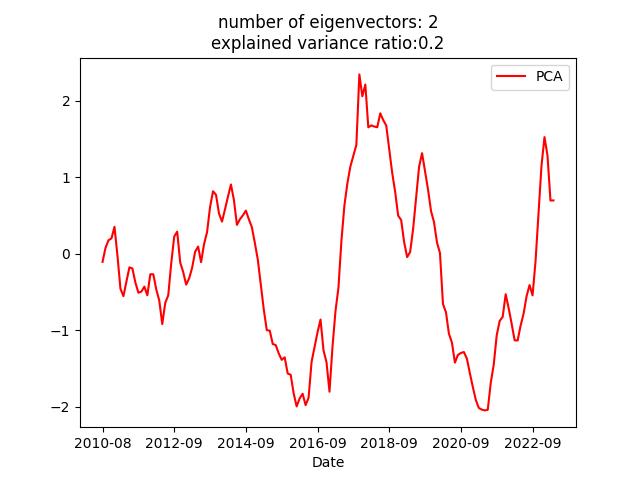 number of eigenvectors: 2
explained variance ratio:0.2
PCA
2
1
0
−1
−2
2010-08 2012-09 2014-09 2016-09 2018-09 2020-09 2022-09
Date